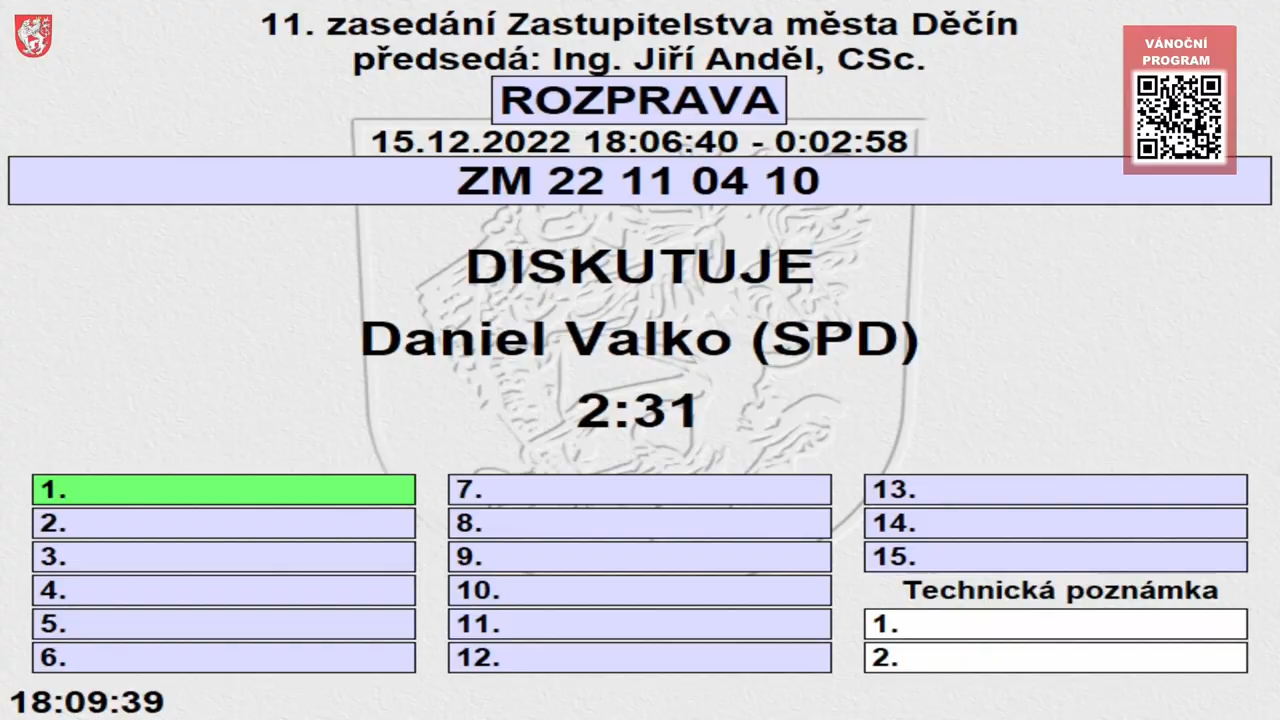 11. zasedání Zastupitelstva města Děčín
předsedá: Ing. Jiří Anděl, CSc.
VÁNOČNÍ
PROGRAM
ROZPRAVA
15.12.2022 18:06:40 - 0:02:58
ZM 22 11 04 10
DISKUTUJE
Daniel Valko (SPD)
2:31
1.
2.
3.
4.
5.
6.
7.
8.
9.
10.
11.
12.
13.
14.
15.
Technická poznámka
1.
2.
18:09:39